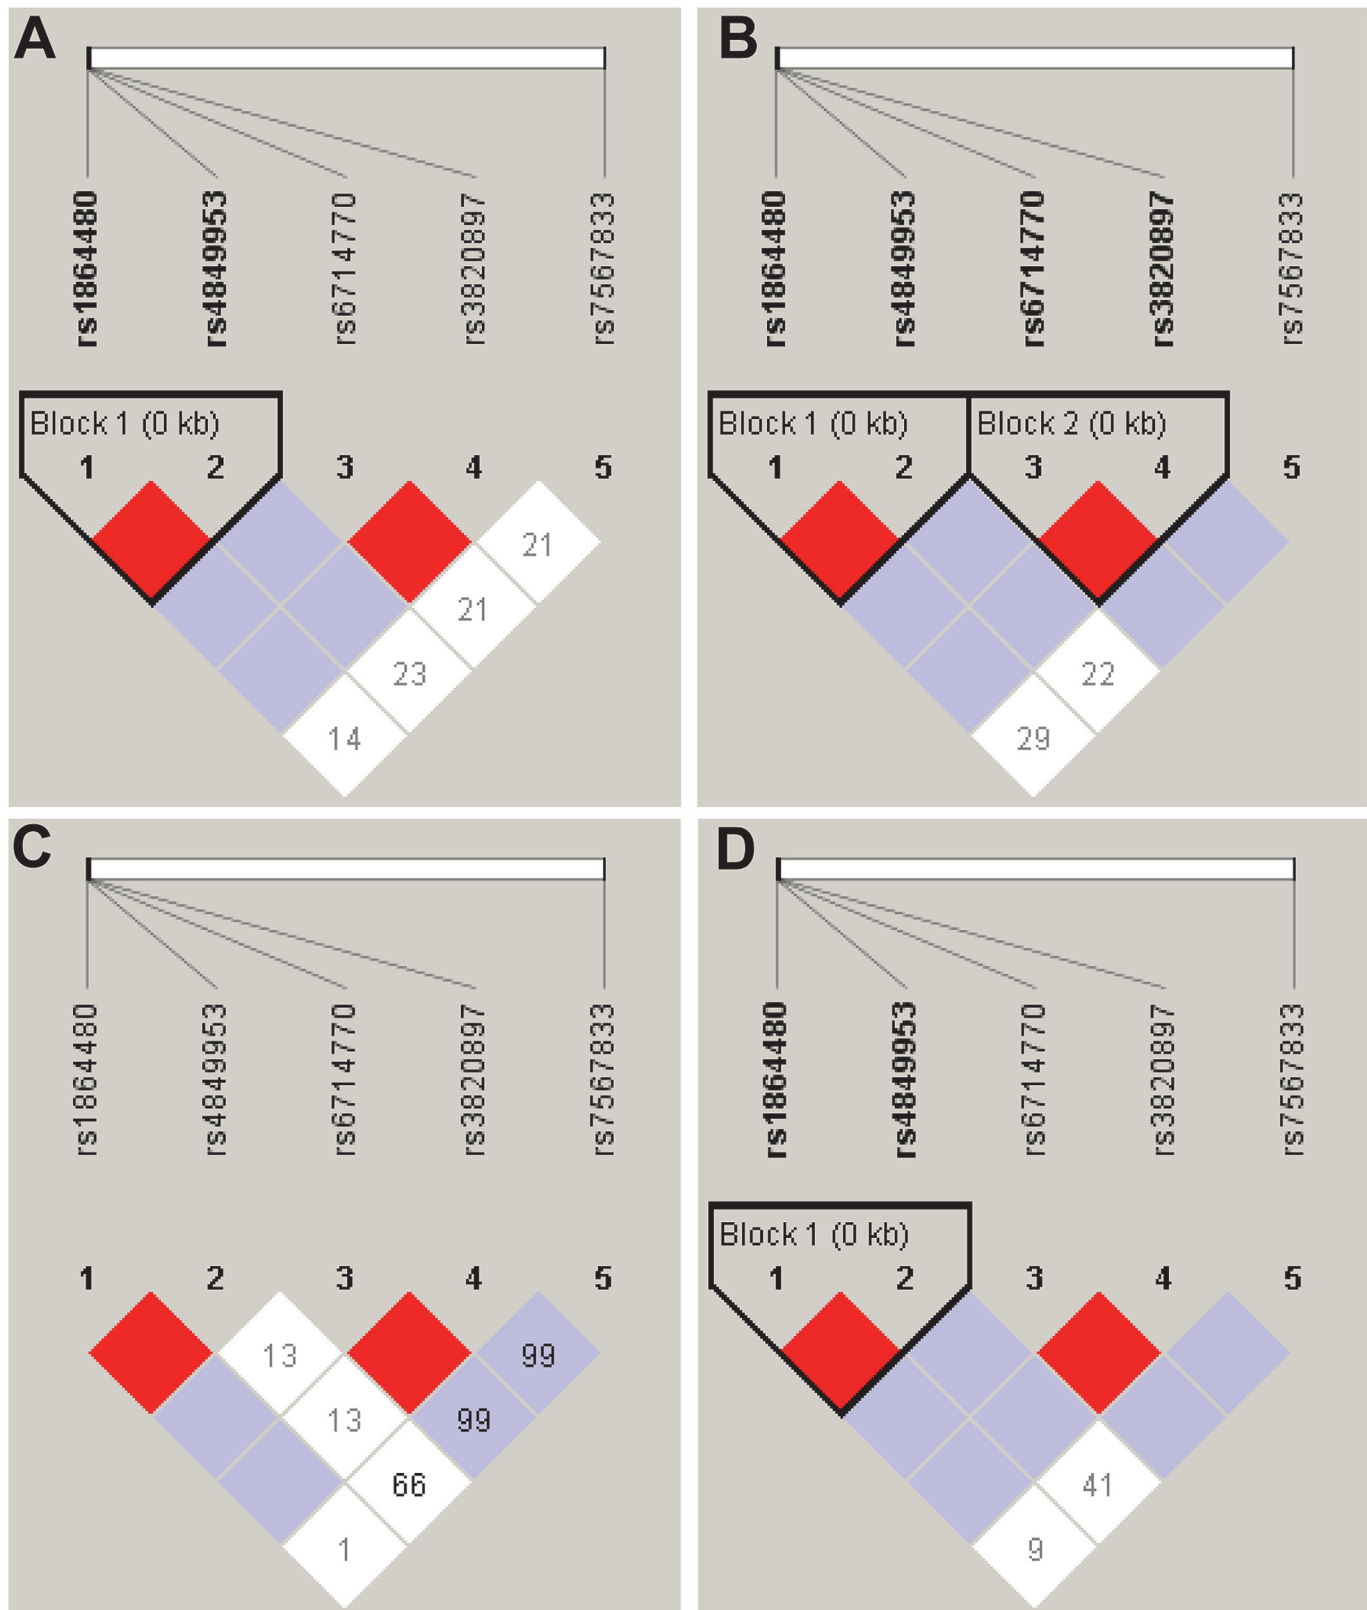 A
rs1864480
rs4849953
rs6714770
rs3820897
rs7567833
Block 1 (0 kb)
1 2 3 4 5
21
21
23
14
B
rs1864480
rs4849953
rs6714770
rs3820897
rs7567833
Block 1 (0 kb) Block 2 (0 kb)
1 2 3 4 5
22
29
C
rs1864480
rs4849953
rs6714770
rs3820897
rs7567833
1 2 3 4 5
13 99
13 99
66
1
D
rs1864480
rs4849953
rs6714770
rs3820897
rs7567833
Block 1 (0 kb)
1 2 3 4 5
41
9